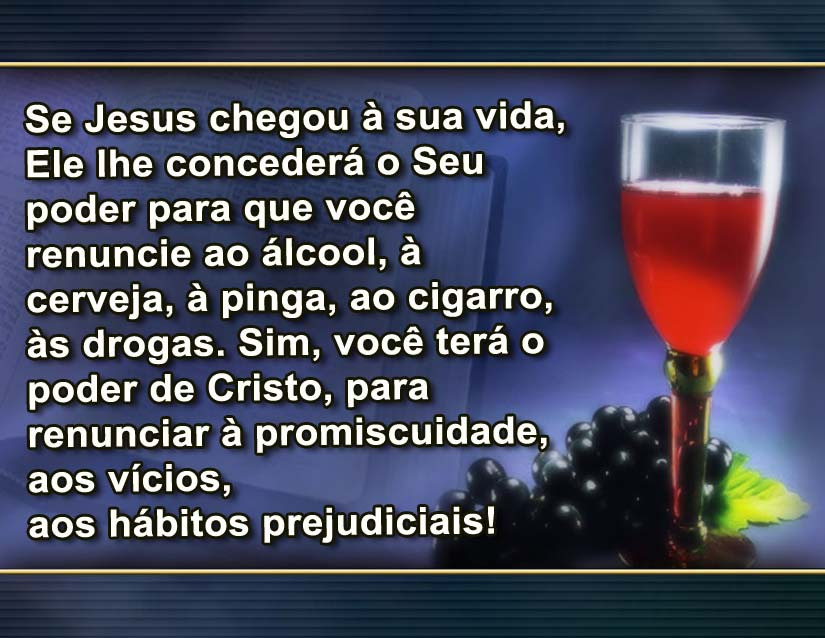 Se Jesus chegou à sua vida,
Ele lhe concederá o Seu
poder para que você
renuncie ao álcool, à
cerveja, à pinga, ao cigarro,
às drogas. Sim, você terá o
poder de Cristo, para
renunciar à promiscuidade,
aos vícios,
aos hábitos prejudiciais!